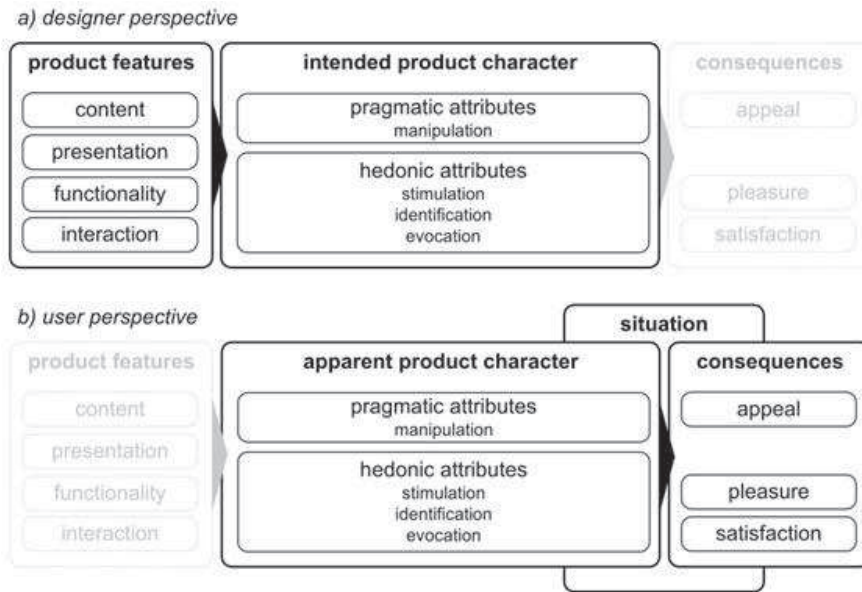 a) designer perspective
product features
content
presentation
functionality
interaction
intended product character
pragmatic attributes
manipulation
hedonic attributes
stimulation
identification
evocation
consequences
appeal
pleasure
satisfaction
b) user perspective
situation
product features
content
presentation
functionality
interaction
apparent product character
pragmatic attributes
manipulation
hedonic attributes
stimulation
identification
evocation
consequences
appeal
pleasure
satisfaction